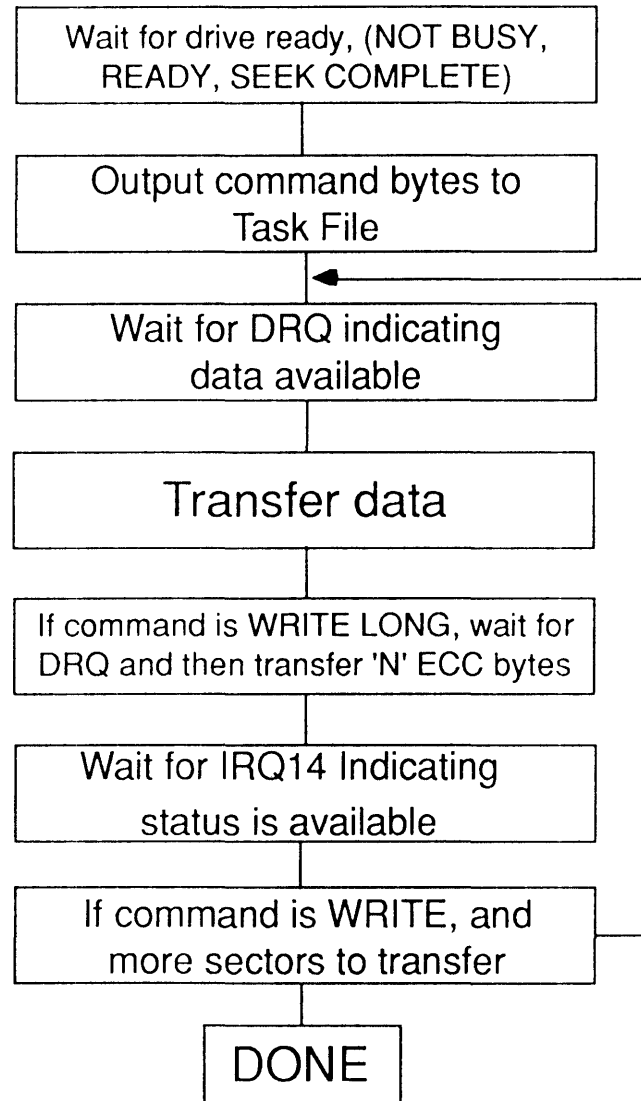 Wait for drive ready, (NOT BUSY,
READY, SEEK COMPLETE)
Output command bytes to
Task File
Wait for DRQ indicating
data available
Transfer data
If command is WRITE LONG, wait for
DRQ and then transfer 'N' ECC bytes
Wait for IRQ14 Indicating
status is available
If command is WRITE, and
more sectors to transfer
DONE